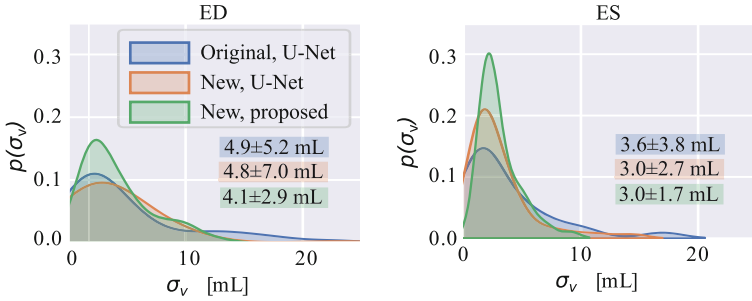 ED
0.3
0.2
0.1
0.0
p(σᵥ)
Original, U-Net
New, U-Net
New, proposed
4.9±5.2 mL
4.8±7.0 mL
4.1±2.9 mL
0
10
20
σᵥ [mL]
ES
0.3
0.2
0.1
0.0
p(σᵥ)
3.6±3.8 mL
3.0±2.7 mL
3.0±1.7 mL
0
10
20
σᵥ [mL]